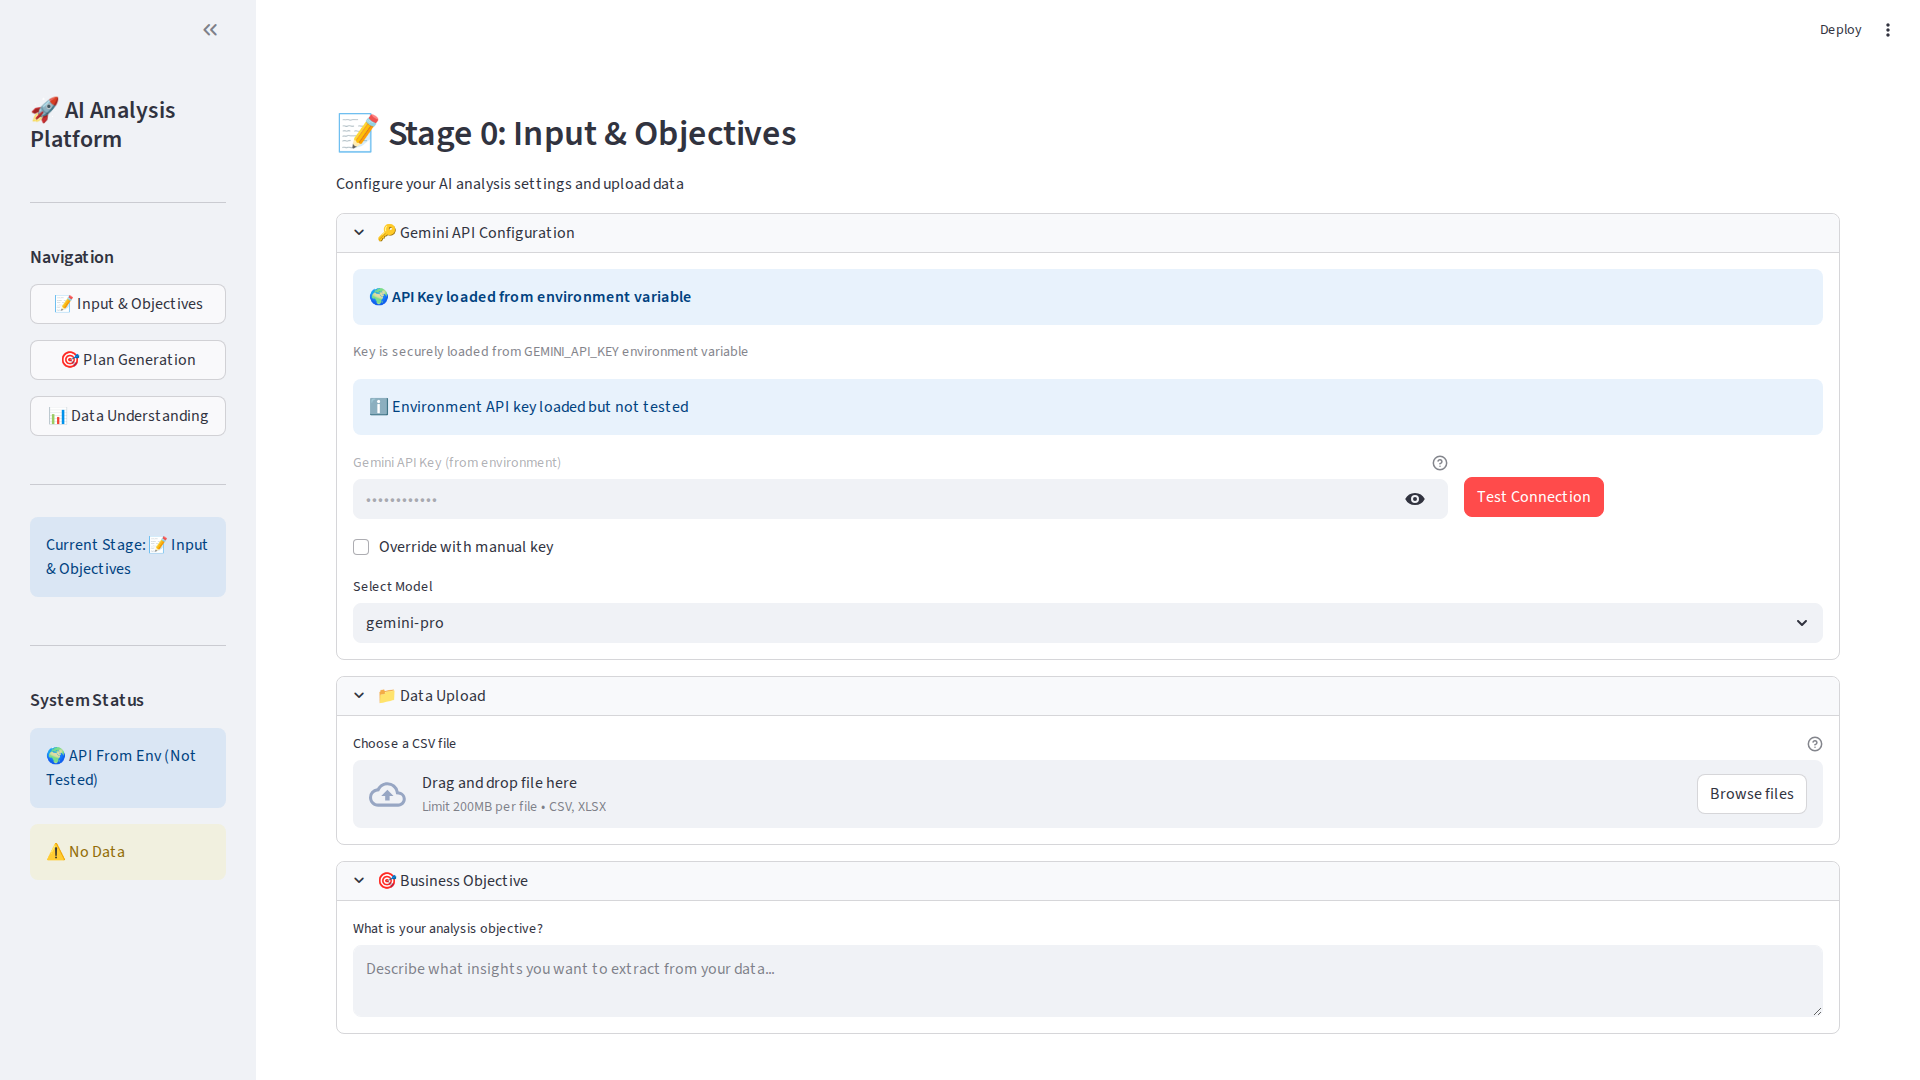 Deploy
🚀 AI Analysis
Platform
Navigation
📝 Input & Objectives
🎯 Plan Generation
📊 Data Understanding
Current Stage: 📝 Input
& Objectives
System Status
🌍 API From Env (Not
Tested)
⚠️ No Data
📝 Stage 0: Input & Objectives
Configure your AI analysis settings and upload data
🔑 Gemini API Configuration
🌍 API Key loaded from environment variable
Key is securely loaded from GEMINI_API_KEY environment variable
ℹ️ Environment API key loaded but not tested
Gemini API Key (from environment)
••••••••••••
Test Connection
Override with manual key
Select Model
gemini-pro
📁 Data Upload
Choose a CSV file
Drag and drop file here
Limit 200MB per file • CSV, XLSX
Browse files
🎯 Business Objective
What is your analysis objective?
Describe what insights you want to extract from your data...